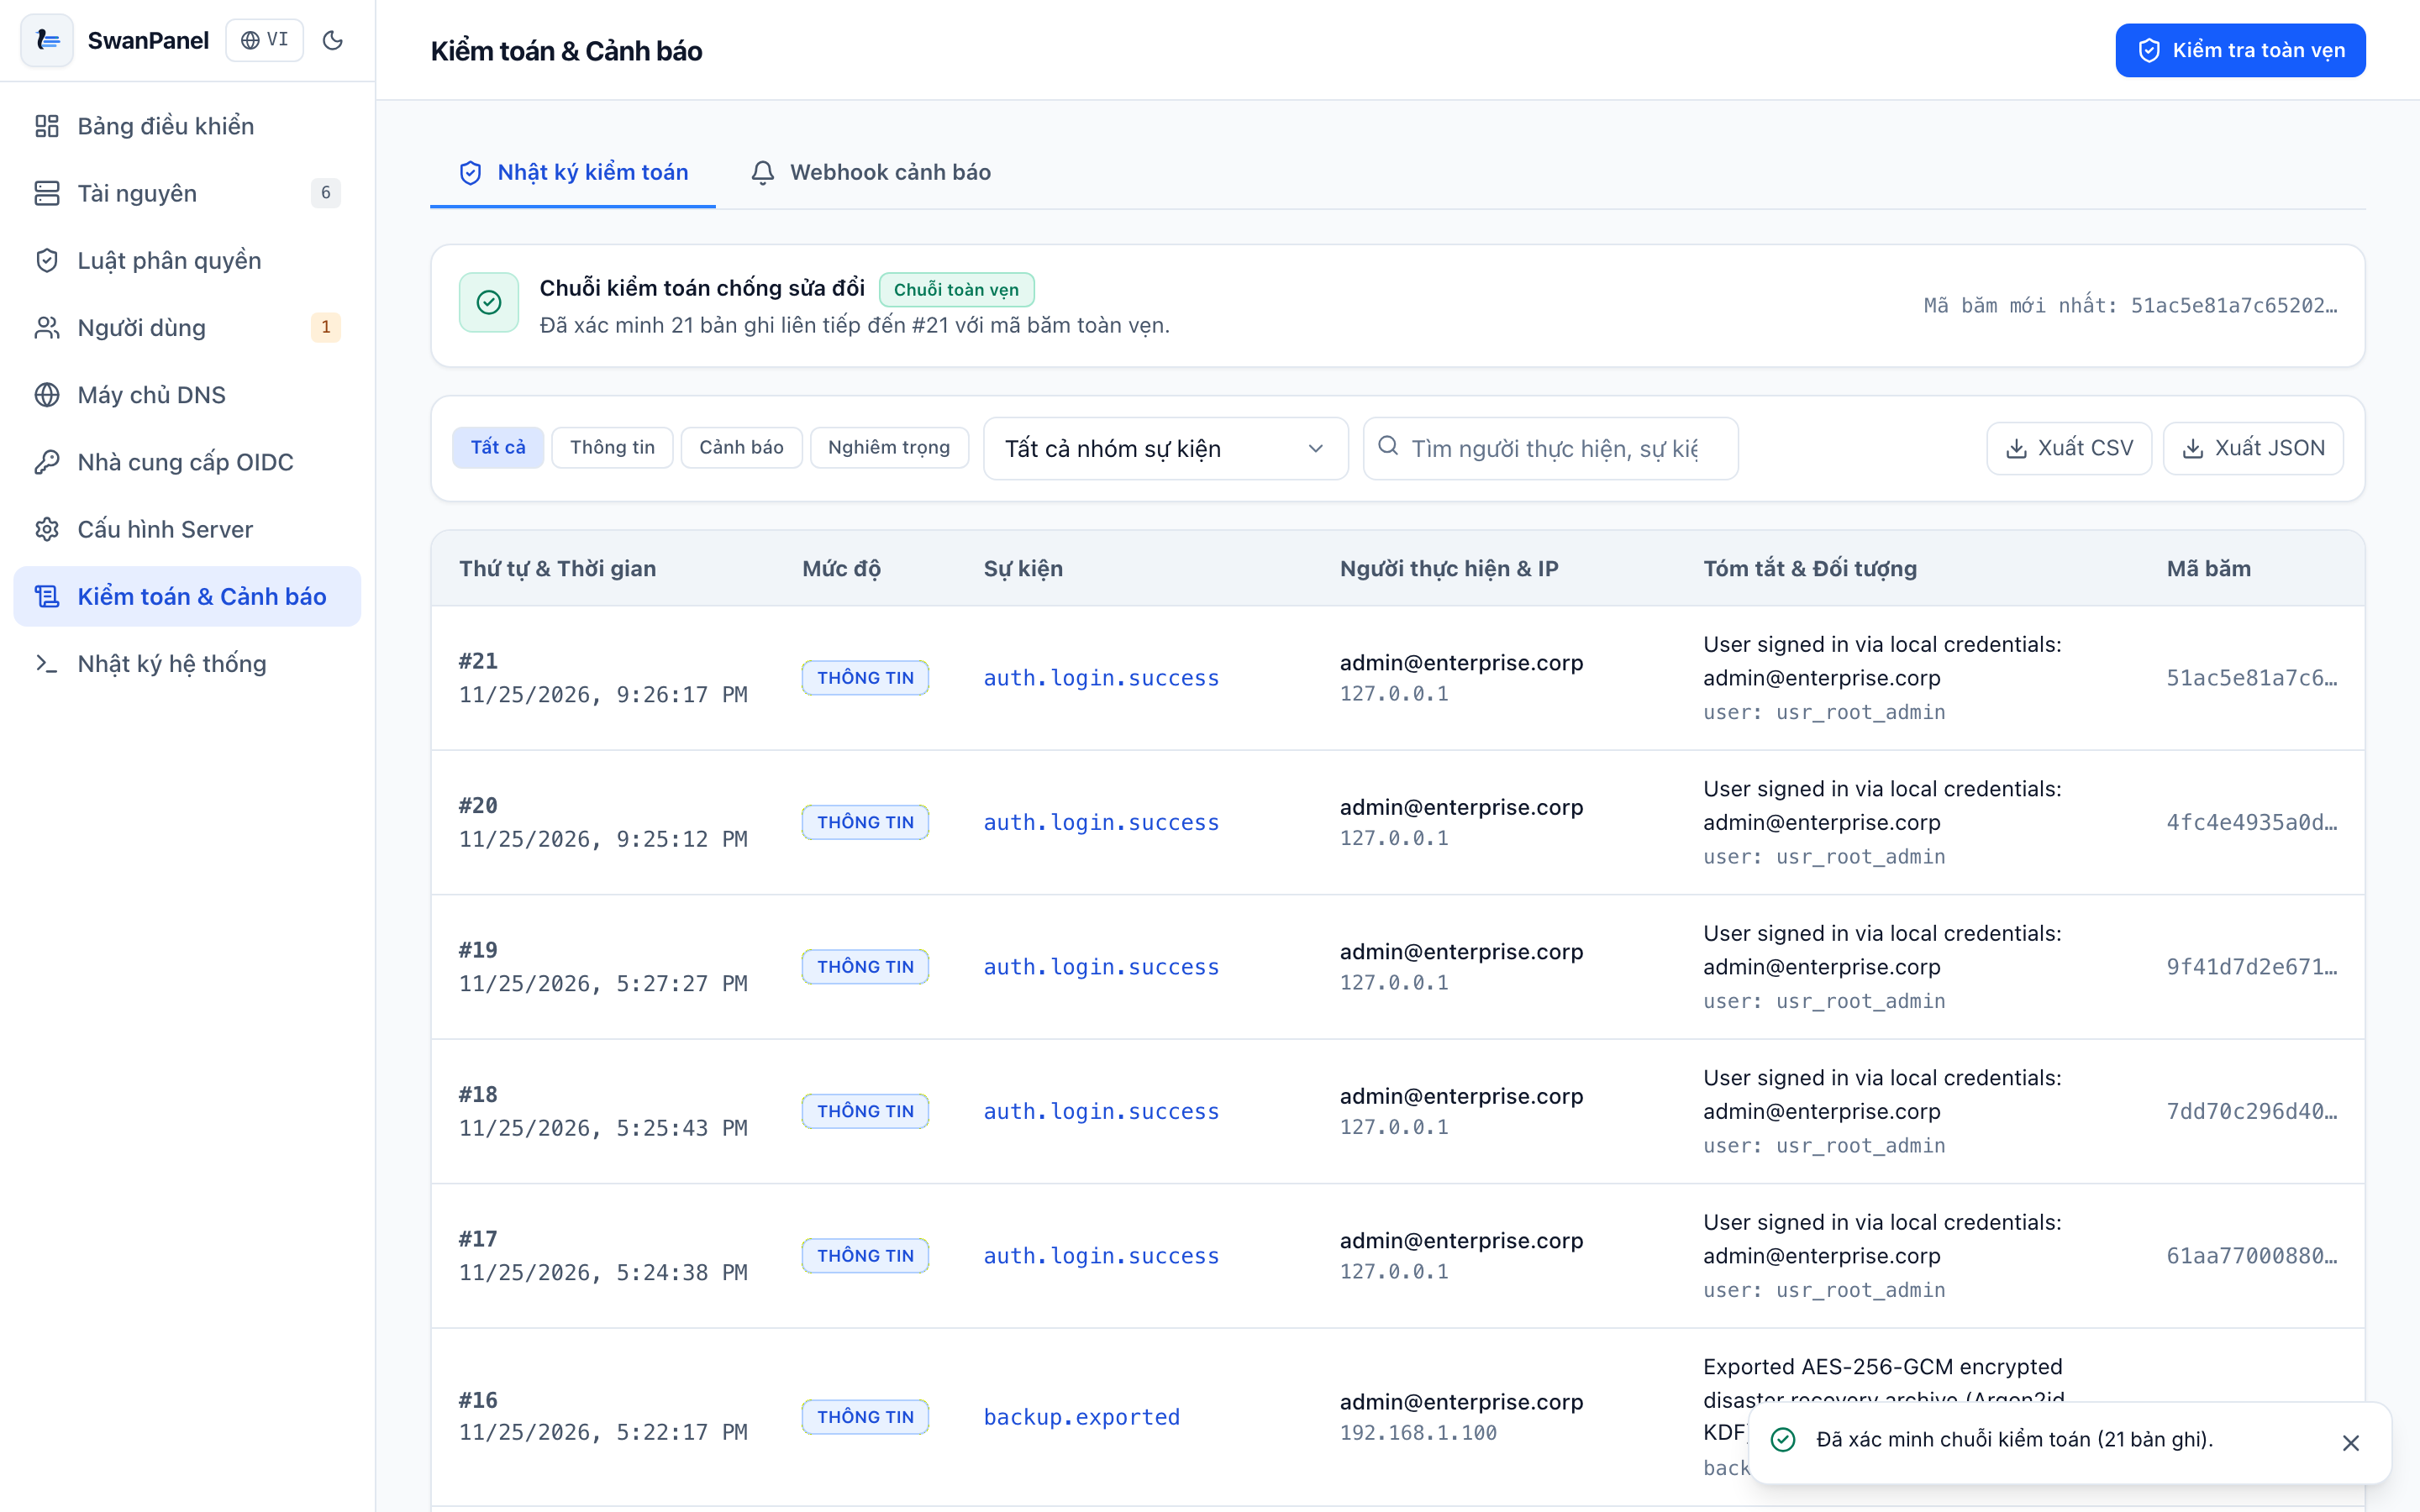 SwanPanel
VI
Bảng điều khiển
Tài nguyên
6
Luật phân quyền
Người dùng
1
Máy chủ DNS
Nhà cung cấp OIDC
Cấu hình Server
Kiểm toán & Cảnh báo
Nhật ký hệ thống
Kiểm toán & Cảnh báo
Kiểm tra toàn vẹn
Nhật ký kiểm toán
Webhook cảnh báo
Chuỗi kiểm toán chống sửa đổi
Chuỗi toàn vẹn
Đã xác minh 21 bản ghi liên tiếp đến #21 với mã băm toàn vẹn.
Mã băm mới nhất: 51ac5e81a7c65202…
Tất cả
Thông tin
Cảnh báo
Nghiêm trọng
Tất cả nhóm sự kiện
Tìm người thực hiện, sự kiệ
Xuất CSV
Xuất JSON
Thứ tự & Thời gian
Mức độ
Sự kiện
Người thực hiện & IP
Tóm tắt & Đối tượng
Mã băm
#21
11/25/2026, 9:26:17 PM
THÔNG TIN
auth.login.success
admin@enterprise.corp
127.0.0.1
User signed in via local credentials:
admin@enterprise.corp
user: usr_root_admin
51ac5e81a7c6…
#20
11/25/2026, 9:25:12 PM
THÔNG TIN
auth.login.success
admin@enterprise.corp
127.0.0.1
User signed in via local credentials:
admin@enterprise.corp
user: usr_root_admin
4fc4e4935a0d…
#19
11/25/2026, 5:27:27 PM
THÔNG TIN
auth.login.success
admin@enterprise.corp
127.0.0.1
User signed in via local credentials:
admin@enterprise.corp
user: usr_root_admin
9f41d7d2e671…
#18
11/25/2026, 5:25:43 PM
THÔNG TIN
auth.login.success
admin@enterprise.corp
127.0.0.1
User signed in via local credentials:
admin@enterprise.corp
user: usr_root_admin
7dd70c296d40…
#17
11/25/2026, 5:24:38 PM
THÔNG TIN
auth.login.success
admin@enterprise.corp
127.0.0.1
User signed in via local credentials:
admin@enterprise.corp
user: usr_root_admin
61aa77000880…
#16
11/25/2026, 5:22:17 PM
THÔNG TIN
backup.exported
admin@enterprise.corp
192.168.1.100
Exported AES-256-GCM encrypted
disaster recovery archive (Argon2id
KDF
back
Đã xác minh chuỗi kiểm toán (21 bản ghi).